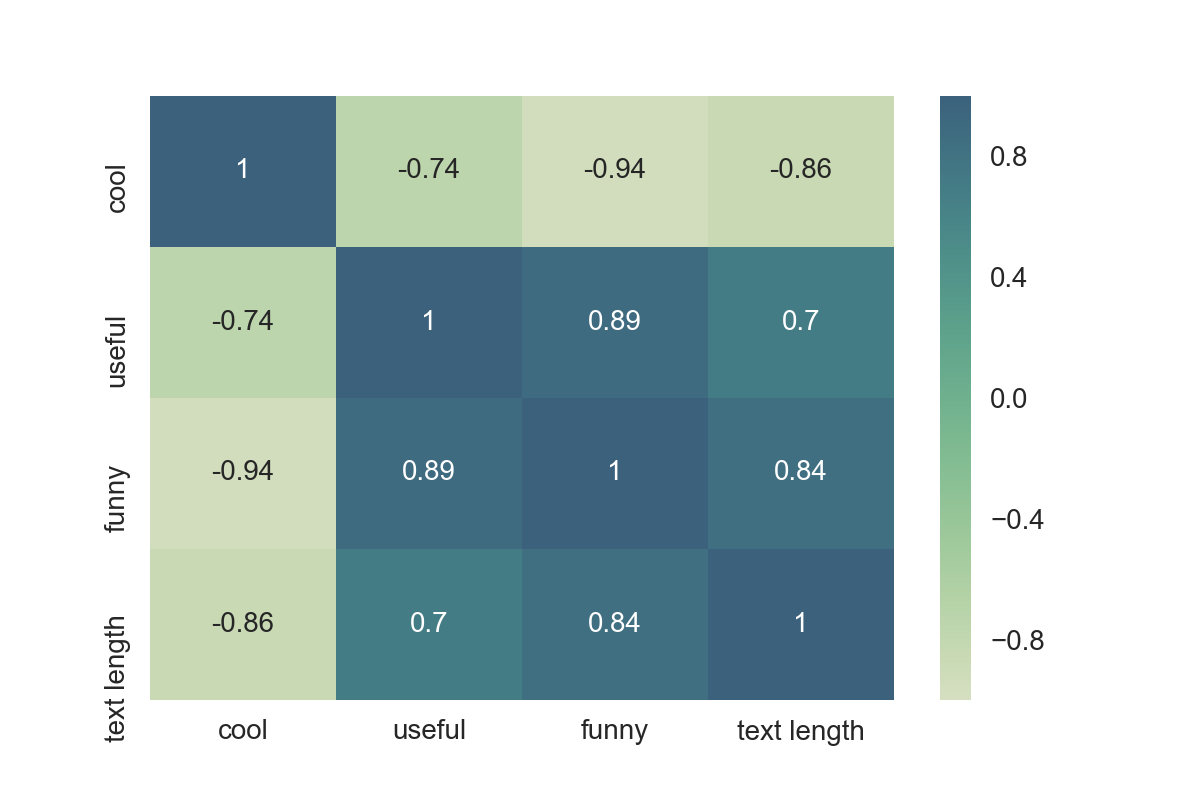 cool 1 -0.74 -0.94 -0.86
useful -0.74 1 0.89 0.7
funny -0.94 0.89 1 0.84
text length -0.86 0.7 0.84 1
cool useful funny text length
0.8
0.4
0.0
−0.4
−0.8